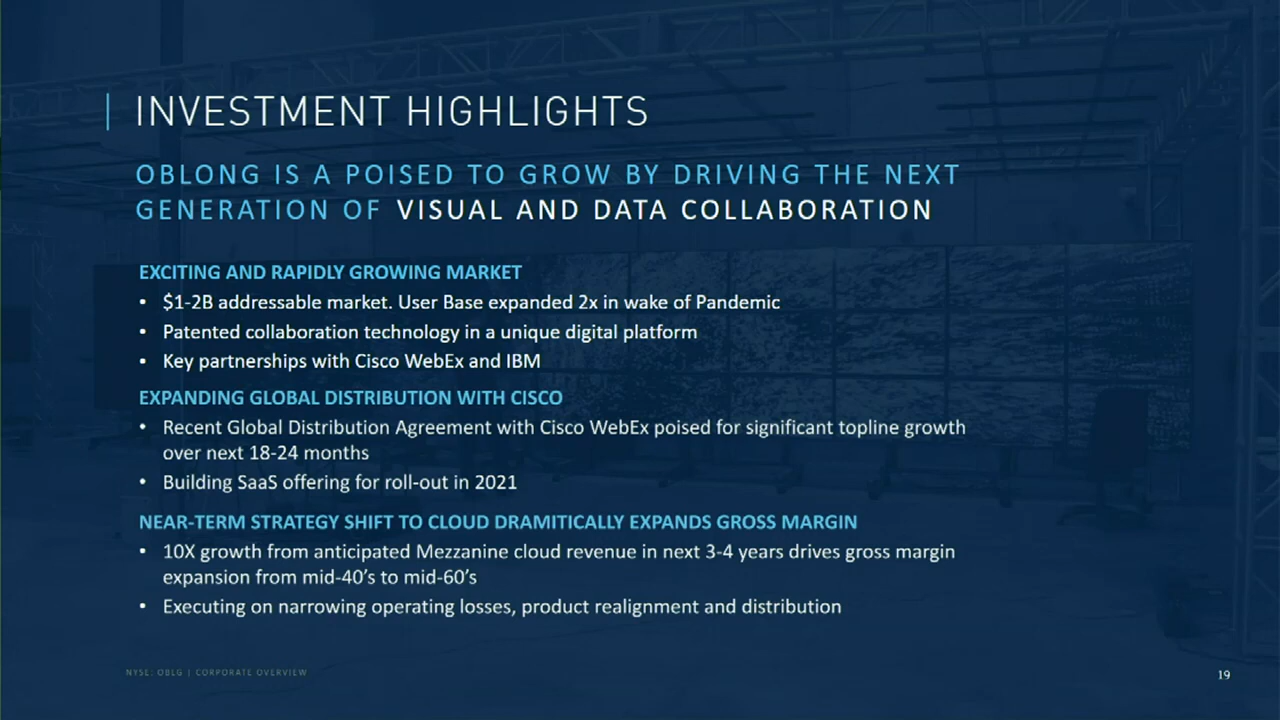 INVESTMENT HIGHLIGHTS
OBLONG IS A POISED TO GROW BY DRIVING THE NEXT
GENERATION OF VISUAL AND DATA COLLABORATION
EXCITING AND RAPIDLY GROWING MARKET
• $1-2B addressable market. User Base expanded 2x in wake of Pandemic
• Patented collaboration technology in a unique digital platform
• Key partnerships with Cisco WebEx and IBM
EXPANDING GLOBAL DISTRIBUTION WITH CISCO
• Recent Global Distribution Agreement with Cisco WebEx poised for significant topline growth
over next 18-24 months
• Building SaaS offering for roll-out in 2021
NEAR-TERM STRATEGY SHIFT TO CLOUD DRAMITICALLY EXPANDS GROSS MARGIN
• 10X growth from anticipated Mezzanine cloud revenue in next 3-4 years drives gross margin
expansion from mid-40’s to mid-60’s
• Executing on narrowing operating losses, product realignment and distribution
NYSE: OBLG | CORPORATE OVERVIEW
19